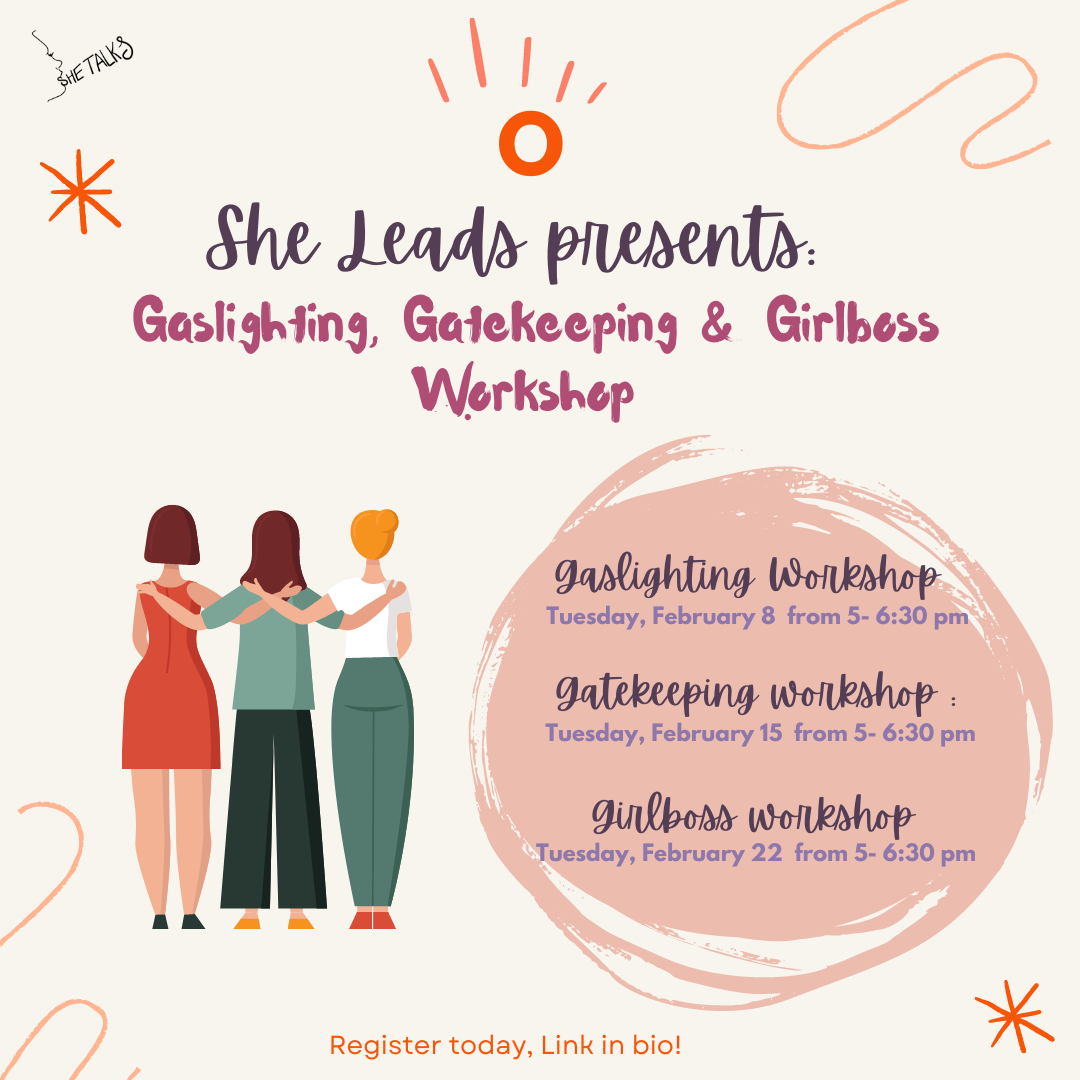 SHE TALKS
She Leads presents:
Gaslighting, Gatekeeping & Girlboss
Workshop
Gaslighting Workshop
Tuesday, February 8 from 5- 6:30 pm
Gatekeeping workshop :
Tuesday, February 15 from 5- 6:30 pm
Girlboss workshop
Tuesday, February 22 from 5- 6:30 pm
Register today, Link in bio!